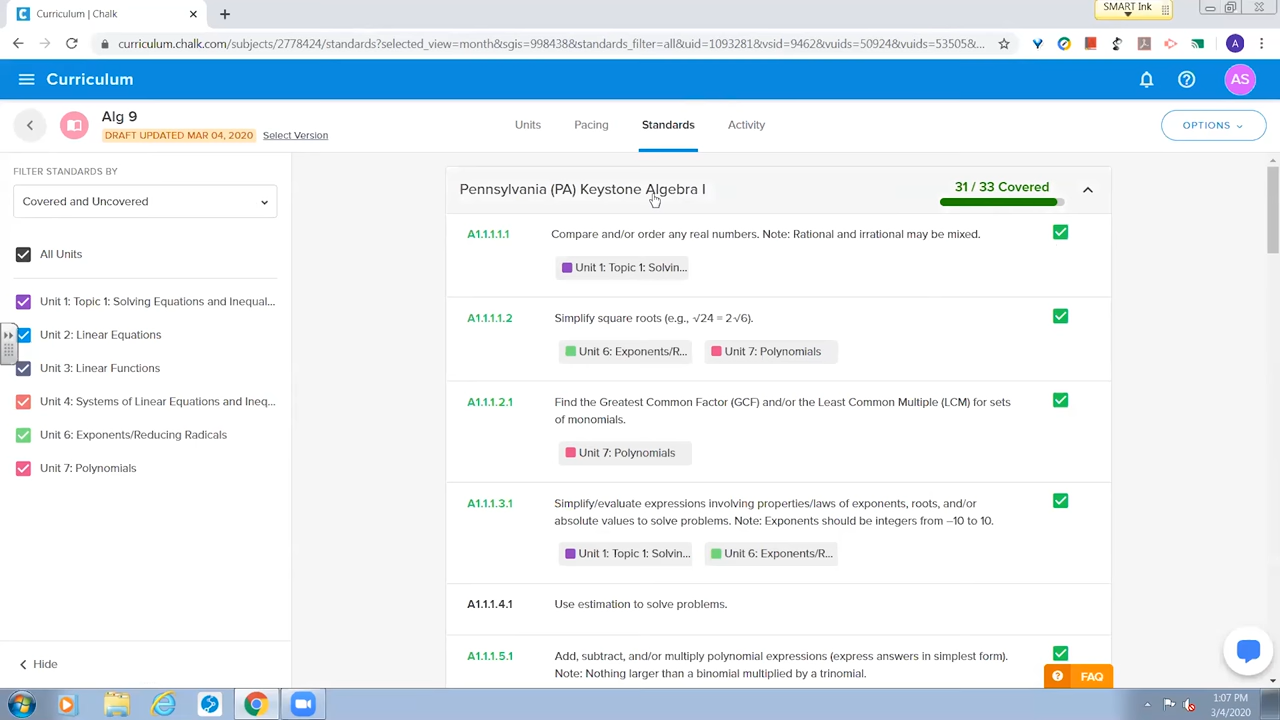 Curriculum | Chalk
SMART Ink
curriculum.chalk.com/subjects/2778424/standards?selected_view=month&sgis=938438&standards_filter=all&uid=1093281&vsid=9462&vuids=50924&vuids=53505&...
A
Curriculum
AS
Alg 9
DRAFT UPDATED MAR 04, 2020 Select Version
Units Pacing Standards Activity
OPTIONS
FILTER STANDARDS BY
Covered and Uncovered
All Units
Unit 1: Topic 1: Solving Equations and Inequal...
Unit 2: Linear Equations
Unit 3: Linear Functions
Unit 4: Systems of Linear Equations and Ineq...
Unit 6: Exponents/Reducing Radicals
Unit 7: Polynomials
Hide
Pennsylvania (PA) Keystone Algebra I
31 / 33 Covered
A1.1.1.1.1 Compare and/or order any real numbers. Note: Rational and irrational may be mixed.
Unit 1: Topic 1: Solvin...
A1.1.1.1.2 Simplify square roots (e.g., √24 = 2√6).
Unit 6: Exponents/R... Unit 7: Polynomials
A1.1.1.2.1 Find the Greatest Common Factor (GCF) and/or the Least Common Multiple (LCM) for sets
of monomials.
Unit 7: Polynomials
A1.1.1.3.1 Simplify/evaluate expressions involving properties/laws of exponents, roots, and/or
absolute values to solve problems. Note: Exponents should be integers from –10 to 10.
Unit 1: Topic 1: Solvin... Unit 6: Exponents/R...
A1.1.1.4.1 Use estimation to solve problems.
A1.1.1.5.1 Add, subtract, and/or multiply polynomial expressions (express answers in simplest form).
Note: Nothing larger than a binomial multiplied by a trinomial.
FAQ
1:07 PM
3/4/2020